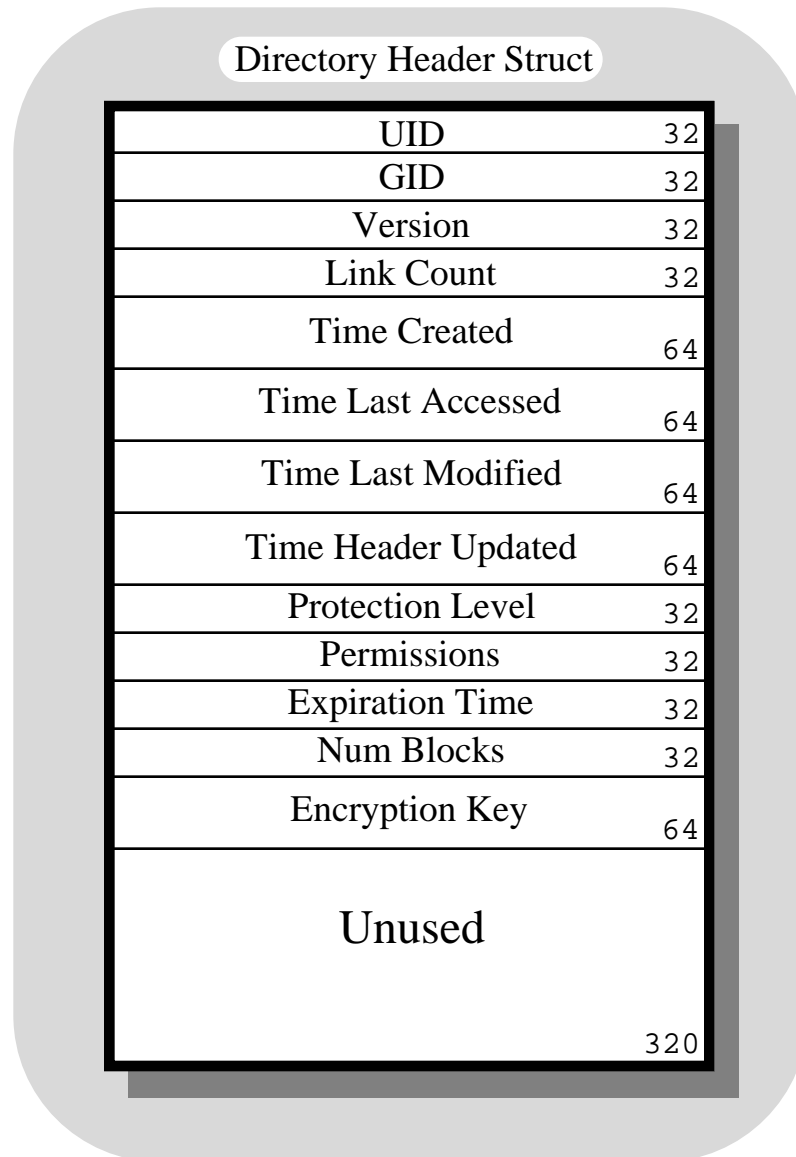 Directory Header Struct
UID 32
GID 32
Version 32
Link Count 32
Time Created 64
Time Last Accessed 64
Time Last Modified 64
Time Header Updated 64
Protection Level 32
Permissions 32
Expiration Time 32
Num Blocks 32
Encryption Key 64
Unused
320